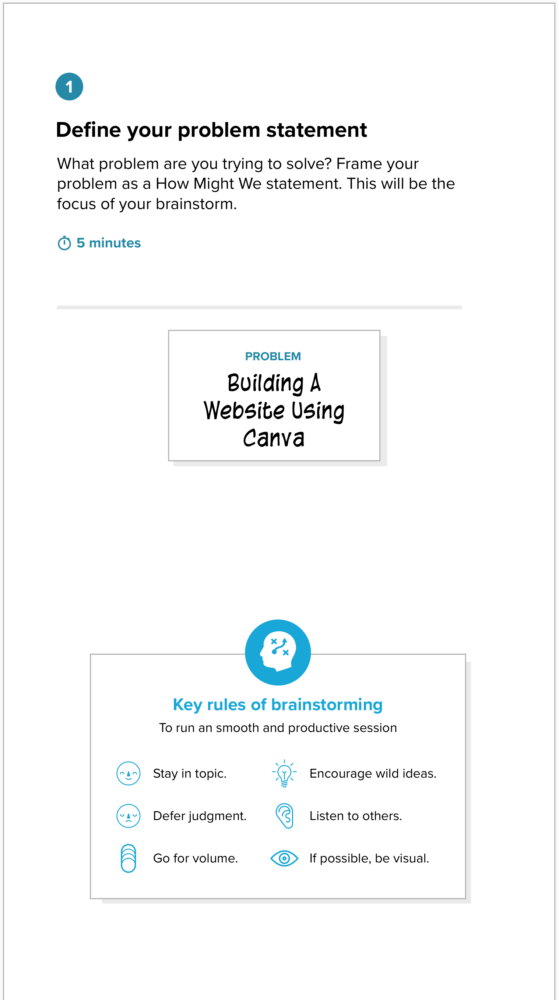 1
Define your problem statement
What problem are you trying to solve? Frame your
problem as a How Might We statement. This will be the
focus of your brainstorm.
5 minutes
PROBLEM
Building A
Website Using
Canva
Key rules of brainstorming
To run an smooth and productive session
Stay in topic.
Encourage wild ideas.
Defer judgment.
Listen to others.
Go for volume.
If possible, be visual.